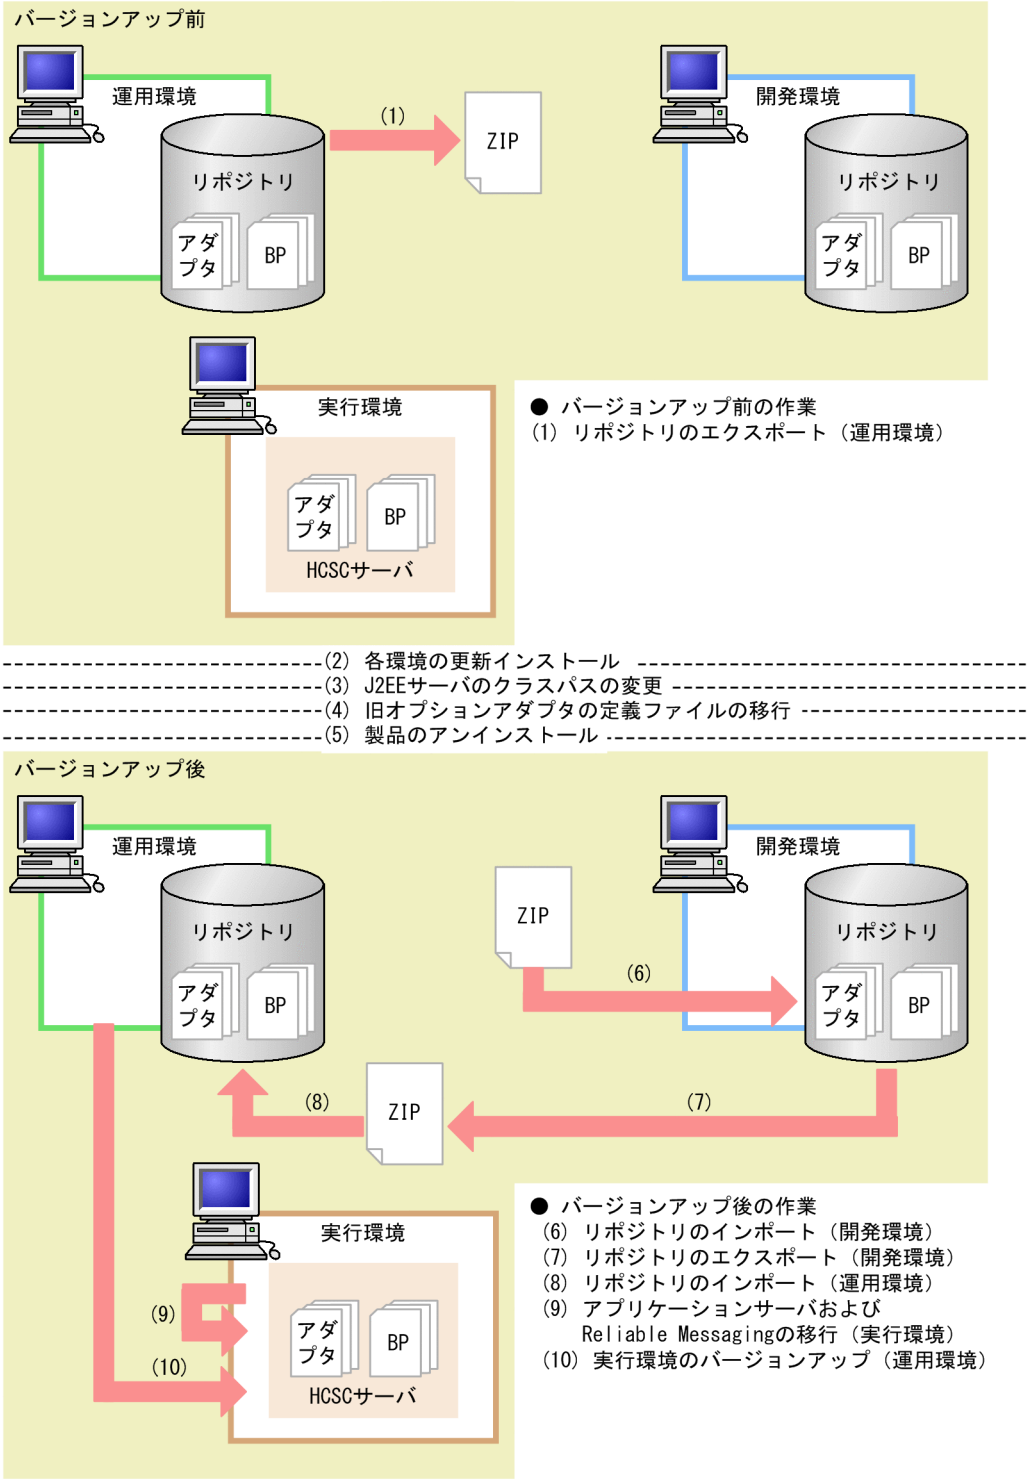 バージョンアップ前
運用環境
開発環境
(1)
ZIP
リポジトリ
アダ
プタ
BP
リポジトリ
アダ
プタ
BP
実行環境
アダ
プタ
BP
HCSCサーバ
● バージョンアップ前の作業
(1) リポジトリのエクスポート（運用環境）
(2) 各環境の更新インストール
(3) J2EEサーバのクラスパスの変更
(4) 旧オプションアダプタの定義ファイルの移行
(5) 製品のアンインストール
バージョンアップ後
運用環境
開発環境
リポジトリ
アダ
プタ
BP
ZIP
(6)
リポジトリ
アダ
プタ
BP
(8)
ZIP
(7)
実行環境
(9)
(10)
アダ
プタ
BP
HCSCサーバ
● バージョンアップ後の作業
(6) リポジトリのインポート（開発環境）
(7) リポジトリのエクスポート（開発環境）
(8) リポジトリのインポート（運用環境）
(9) アプリケーションサーバおよび
Reliable Messagingの移行（実行環境）
(10) 実行環境のバージョンアップ（運用環境）